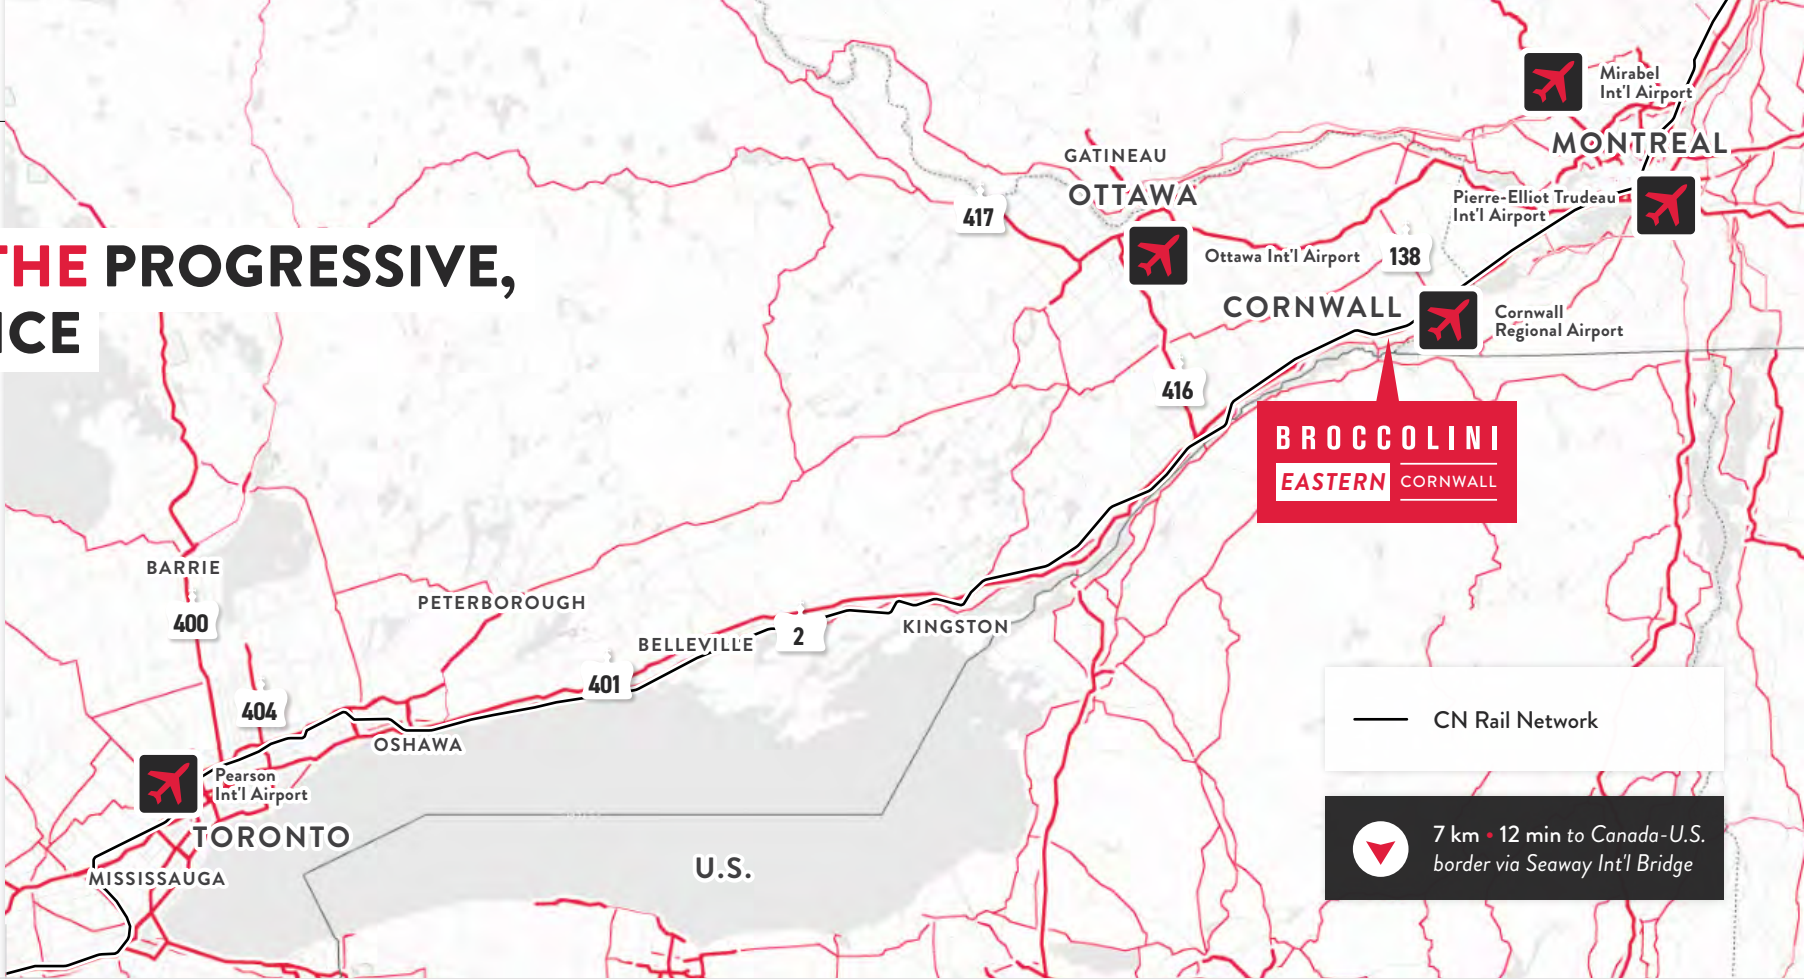 THE PROGRESSIVE,
ICE
Mirabel
Int'l Airport
MONTREAL
GATINEAU
OTTAWA
417
Pierre-Elliot Trudeau
Int'l Airport
Ottawa Int'l Airport
138
CORNWALL
Cornwall
Regional Airport
416
BROCCOLINI
EASTERN CORNWALL
BARRIE
400
PETERBOROUGH
BELLEVILLE
2
KINGSTON
401
404
OSHAWA
Pearson
Int'l Airport
TORONTO
MISSISSAUGA
U.S.
CN Rail Network
7 km • 12 min to Canada-U.S.
border via Seaway Int'l Bridge